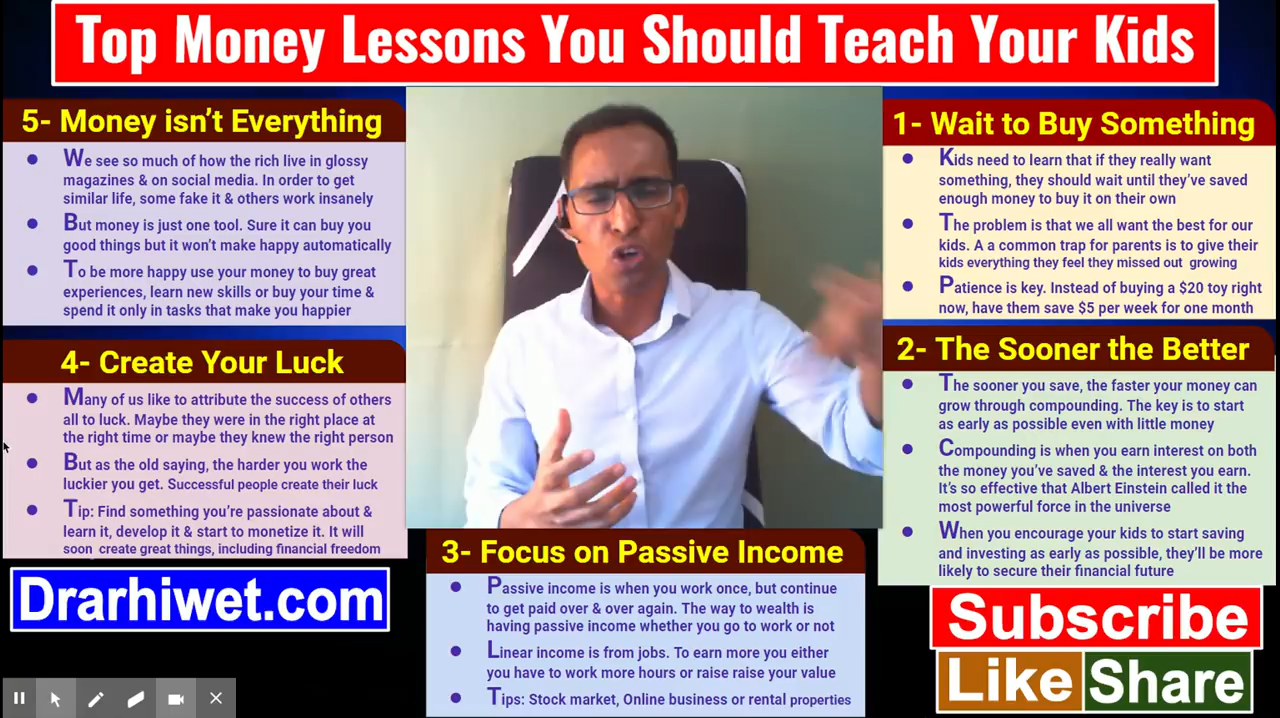 Top Money Lessons You Should Teach Your Kids
1- Wait to Buy Something
Kids need to learn that if they really want
something, they should wait until they've saved
enough money to buy it on their own
The problem is that we all want the best for our
kids. A a common trap for parents is to give their
kids everything they feel they missed out growing
Patience is key. Instead of buying a $20 toy right
now, have them save $5 per week for one month
2- The Sooner the Better
The sooner you save, the faster your money can
grow through compounding. The key is to start
as early as possible even with little money
Compounding is when you earn interest on both
the money you've saved & the interest you earn.
It's so effective that Albert Einstein called it the
most powerful force in the universe
When you encourage your kids to start saving
and investing as early as possible, they'll be more
likely to secure their financial future
3- Focus on Passive Income
Passive income is when you work once, but continue
to get paid over & over again. The way to wealth is
having passive income whether you go to work or not
Linear income is from jobs. To earn more you either
you have to work more hours or raise raise your value
Tips: Stock market, Online business or rental properties
4- Create Your Luck
Many of us like to attribute the success of others
all to luck. Maybe they were in the right place at
the right time or maybe they knew the right person
But as the old saying, the harder you work the
luckier you get. Successful people create their luck
Tip: Find something you're passionate about &
learn it, develop it & start to monetize it. It will
soon create great things, including financial freedom
5- Money isn't Everything
We see so much of how the rich live in glossy
magazines & on social media. In order to get
similar life, some fake it & others work insanely
But money is just one tool. Sure it can buy you
good things but it won't make happy automatically
To be more happy use your money to buy great
experiences, learn new skills or buy your time &
spend it only in tasks that make you happier
Drarhiwet.com
Subscribe
Like Share